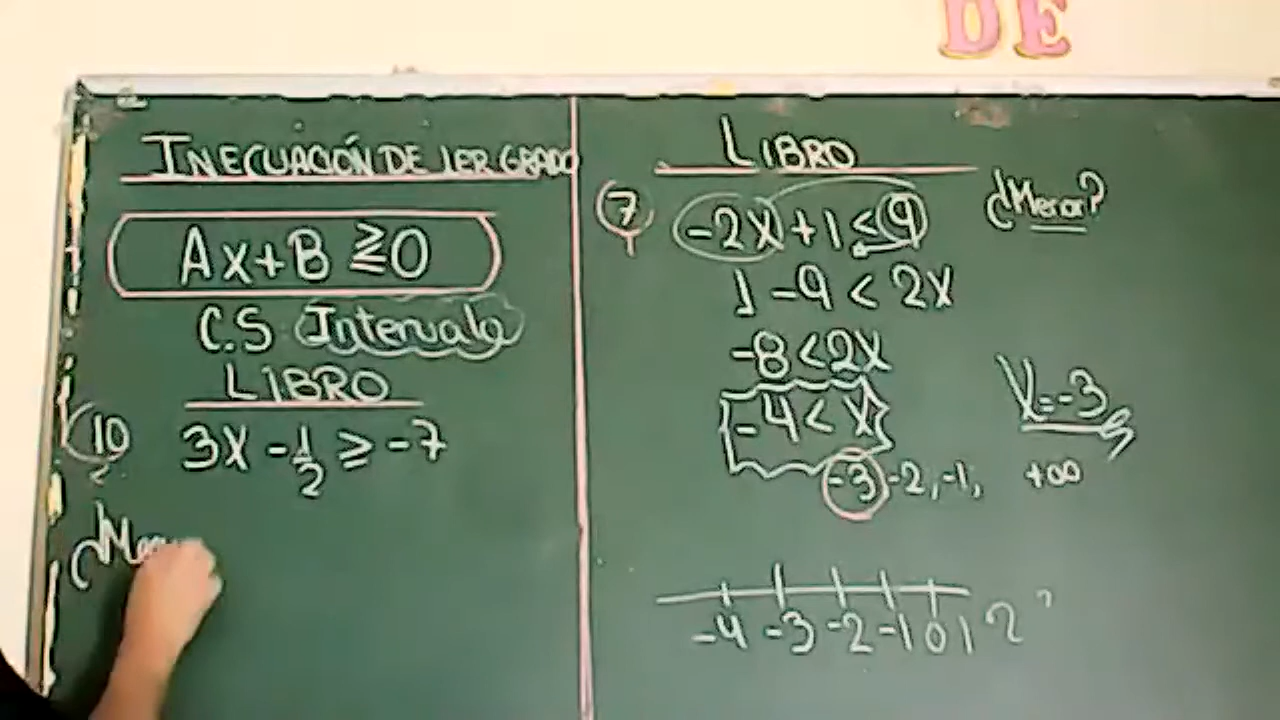 DE
INECUACIÓN DE 1ER GRADO
Ax+B ≥≤ 0
C.S Intervalo
LIBRO
10 3x - 1/2 ≥ -7
LIBRO
7 -2x + 1 < 9
¿Menor?
1 - 9 < 2x
-8 < 2x
-4 < x
x = -3
-3 -2, -1, +∞
-4 -3 -2 -1 0 1 2